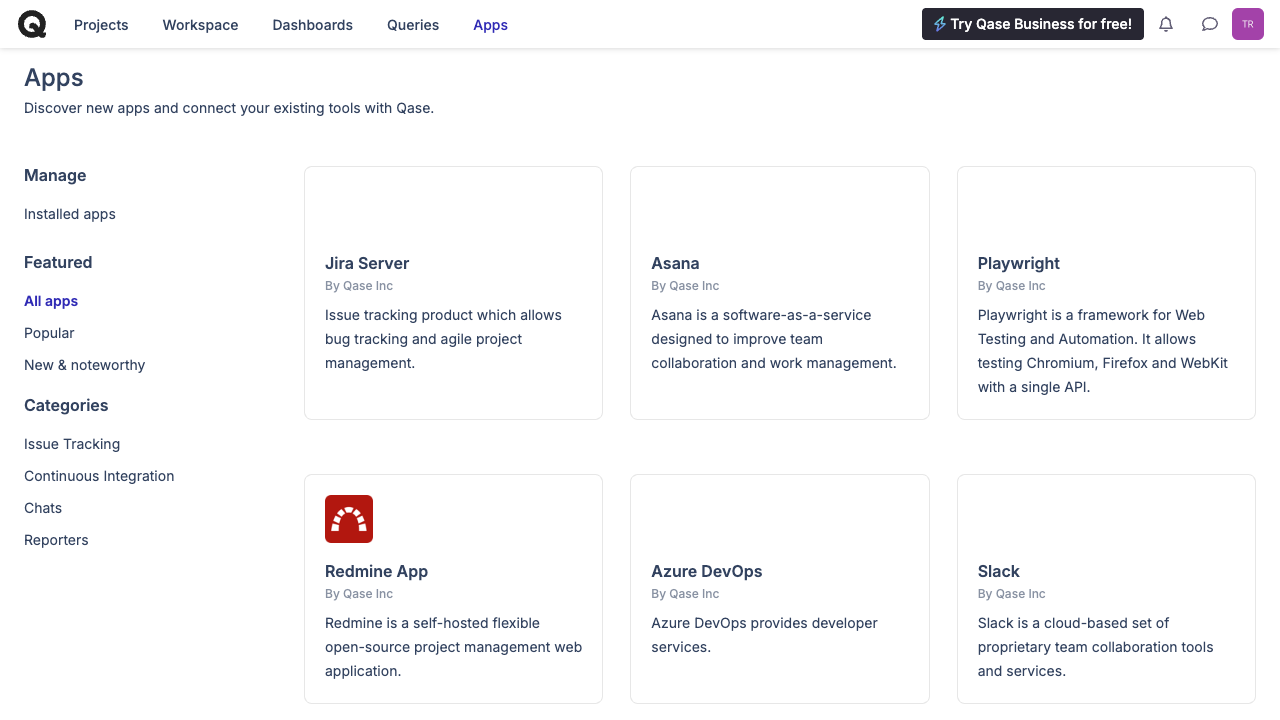 Projects
Workspace
Dashboards
Queries
Apps
Try Qase Business for free!
TR
Apps
Discover new apps and connect your existing tools with Qase.
Manage
Installed apps
Featured
All apps
Popular
New & noteworthy
Categories
Issue Tracking
Continuous Integration
Chats
Reporters
Jira Server
By Qase Inc
Issue tracking product which allows
bug tracking and agile project
management.
Asana
By Qase Inc
Asana is a software-as-a-service
designed to improve team
collaboration and work management.
Playwright
By Qase Inc
Playwright is a framework for Web
Testing and Automation. It allows
testing Chromium, Firefox and WebKit
with a single API.
Redmine App
By Qase Inc
Redmine is a self-hosted flexible
open-source project management web
application.
Azure DevOps
By Qase Inc
Azure DevOps provides developer
services.
Slack
By Qase Inc
Slack is a cloud-based set of
proprietary team collaboration tools
and services.